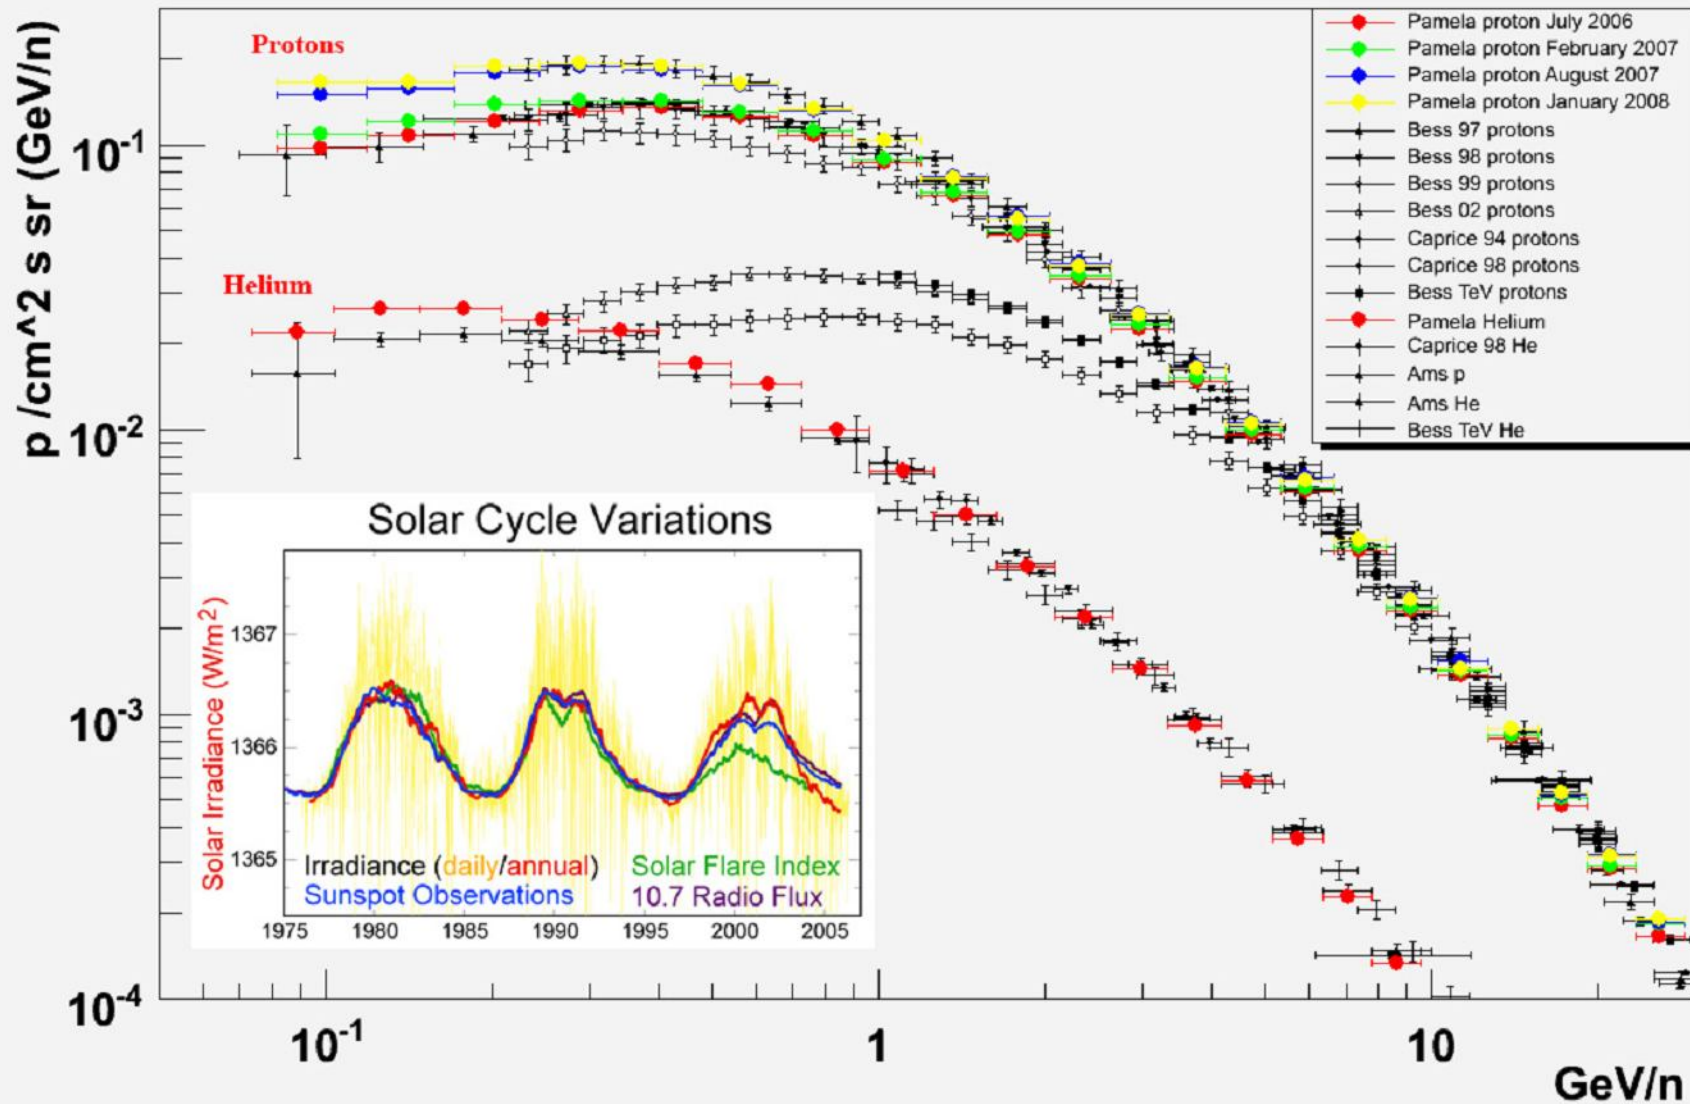 p /cm^2 s sr (GeV/n)
10-1
10-2
10-3
10-4
Protons
Helium
Pamela proton July 2006
Pamela proton February 2007
Pamela proton August 2007
Pamela proton January 2008
Bess 97 protons
Bess 98 protons
Bess 99 protons
Bess 02 protons
Caprice 94 protons
Caprice 98 protons
Bess TeV protons
Pamela Helium
Caprice 98 He
Ams p
Ams He
Bess TeV He
Solar Cycle Variations
Solar Irradiance (W/m2)
1367
1366
1365
Irradiance (daily/annual)
Solar Flare Index
Sunspot Observations
10.7 Radio Flux
1975 1980 1985 1990 1995 2000 2005
10-1 1 10
GeV/n